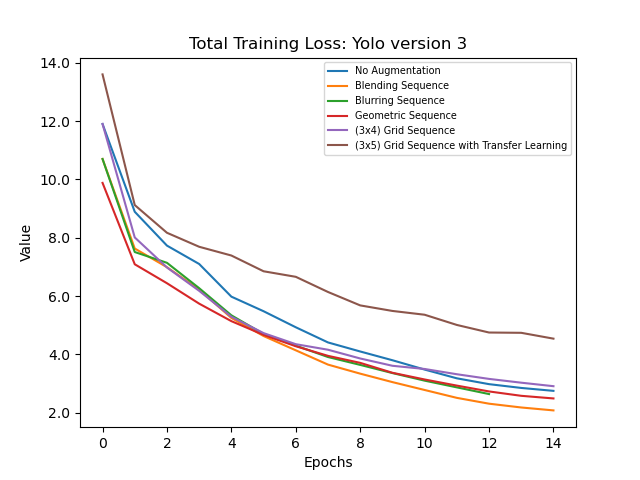 Total Training Loss: Yolo version 3
14.0
12.0
10.0
8.0
6.0
4.0
2.0
Value
No Augmentation
Blending Sequence
Blurring Sequence
Geometric Sequence
(3x4) Grid Sequence
(3x5) Grid Sequence with Transfer Learning
0 2 4 6 8 10 12 14
Epochs